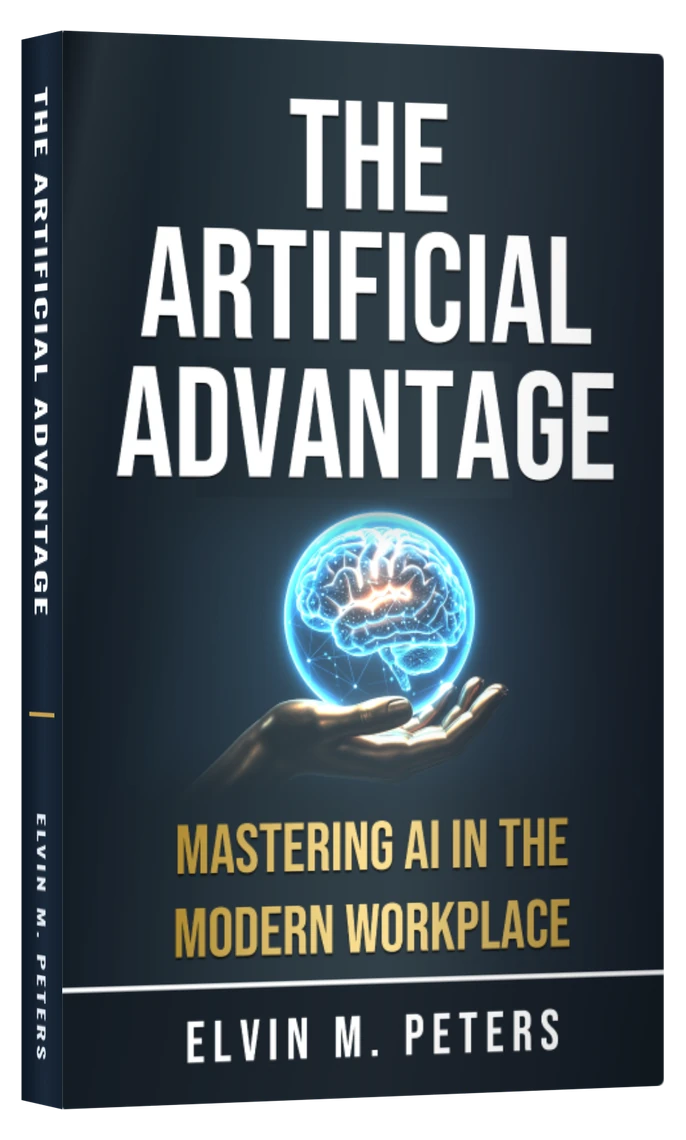 THE ARTIFICIAL ADVANTAGE
ELVIN M. PETERS
THE
ARTIFICIAL
ADVANTAGE
MASTERING AI IN THE
MODERN WORKPLACE
ELVIN M. PETERS